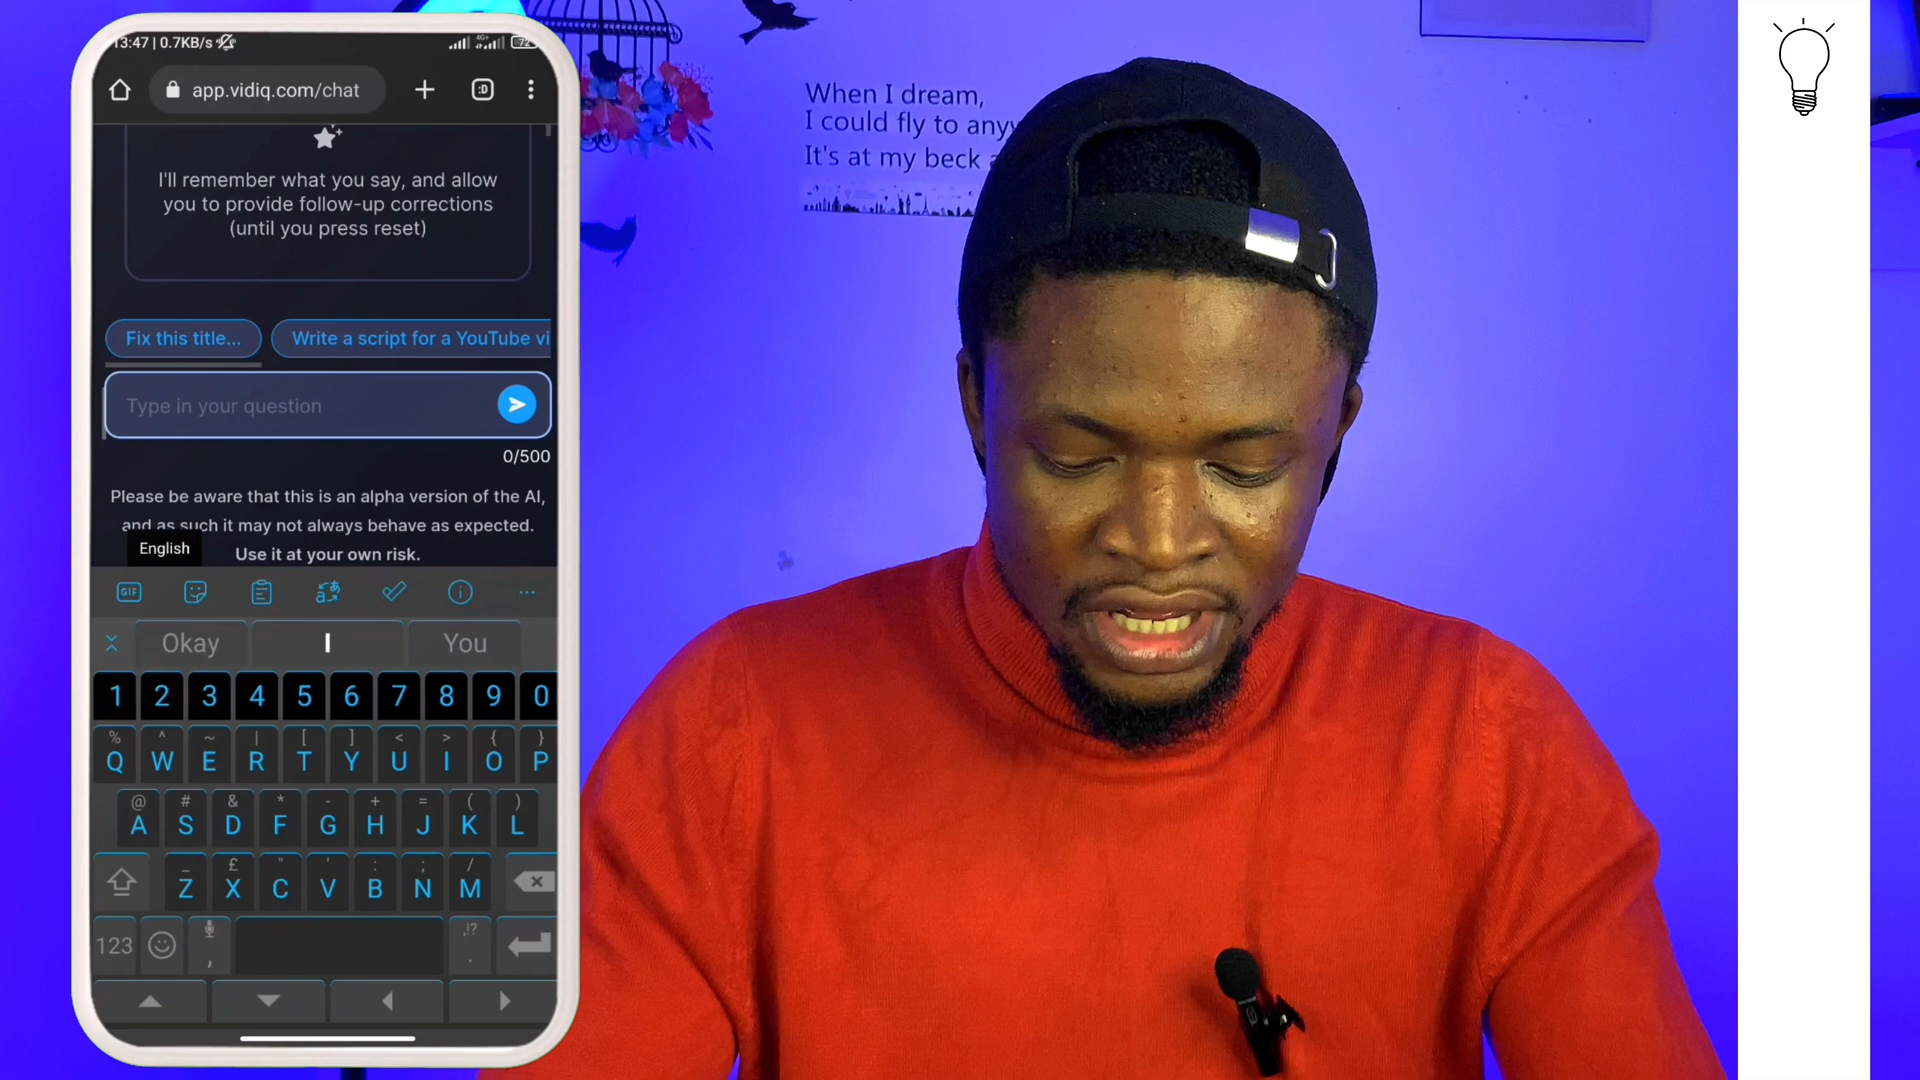 13:47 | 0.7KB/s
4G+
72
app.vidiq.com/chat
:D
I'll remember what you say, and allow
you to provide follow-up corrections
(until you press reset)
Fix this title...
Write a script for a YouTube vi
Type in your question
0/500
Please be aware that this is an alpha version of the AI,
and as such it may not always behave as expected.
English
Use it at your own risk.
GIF
Okay
I
You
1 2 3 4 5 6 7 8 9 0
% ^ ~ | [ ] < > { }
Q W E R T Y U I O P
@ # & * - + = ( )
A S D F G H J K L
_ £ " ' : ; /
Z X C V B N M
,!?
123 , .
When I dream,
I could fly to any
It's at my beck